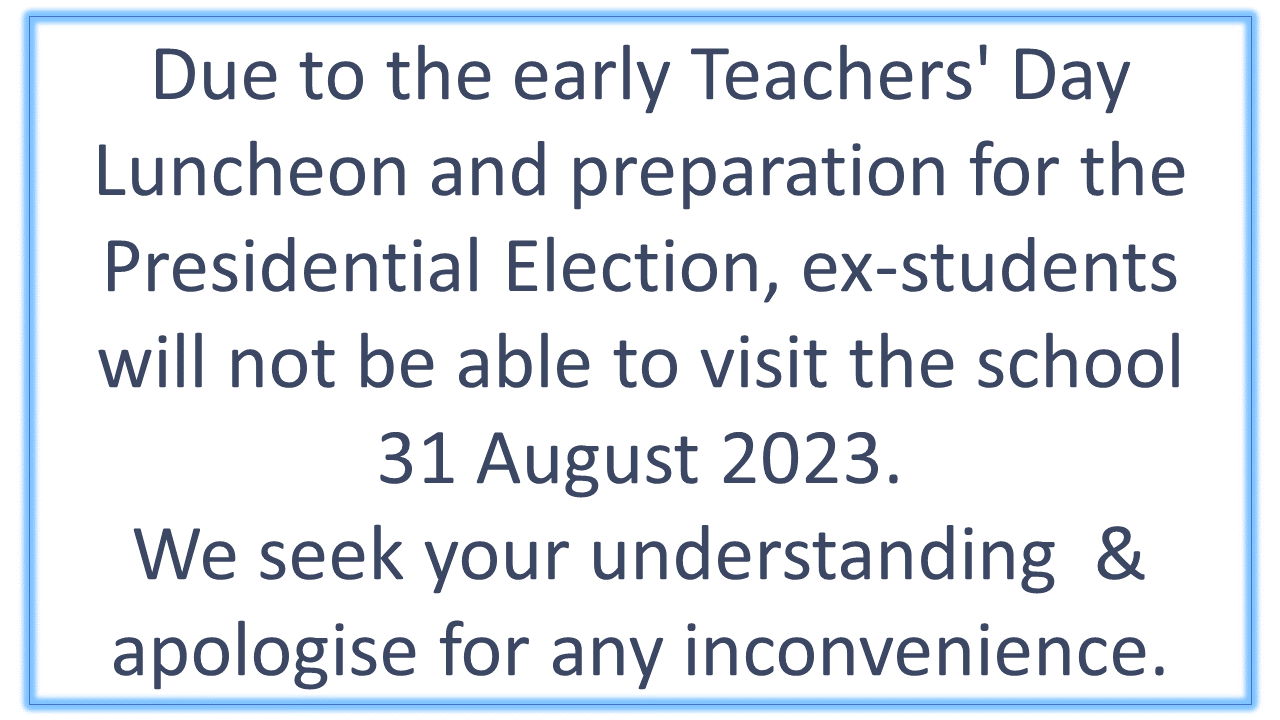 Due to the early Teachers' Day
Luncheon and preparation for the
Presidential Election, ex-students
will not be able to visit the school
31 August 2023.
We seek your understanding  &
apologise for any inconvenience.